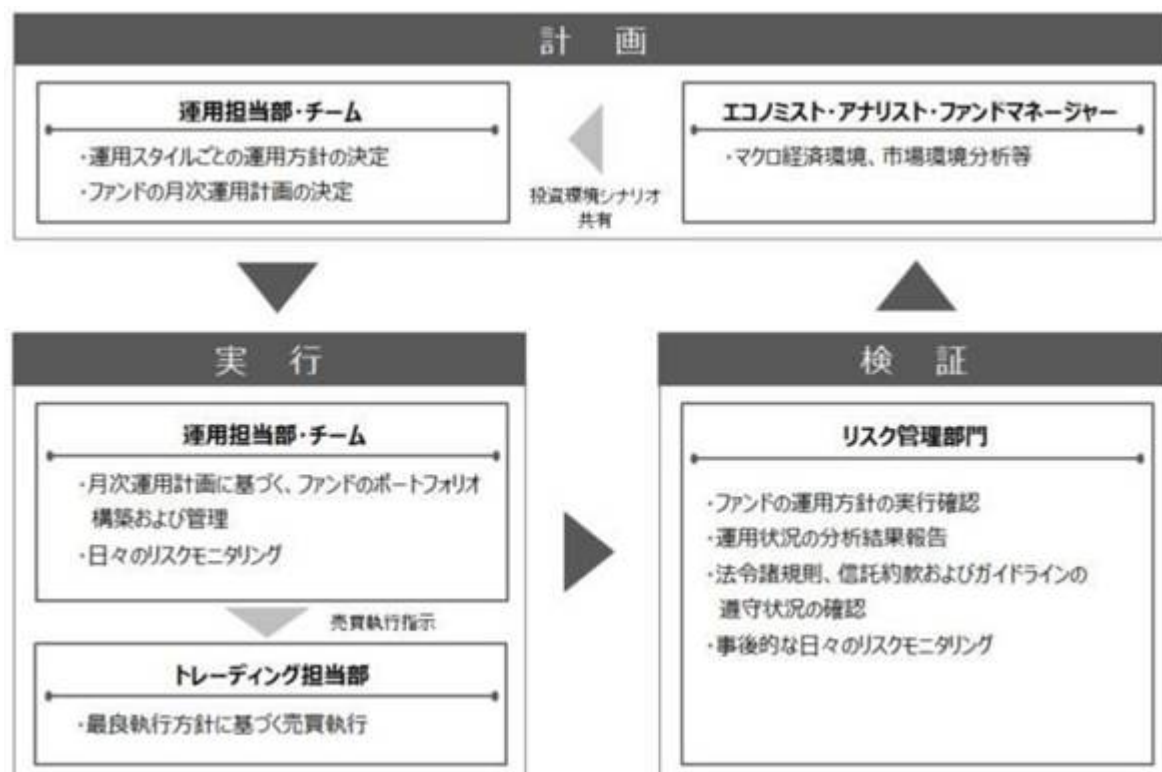 計 画
運用担当部・チーム
・運用スタイルごとの運用方針の決定
・ファンドの月次運用計画の決定
投資環境シナリオ
共有
エコノミスト・アナリスト・ファンドマネージャー
・マクロ経済環境、市場環境分析等
実 行
運用担当部・チーム
・月次運用計画に基づく、ファンドのポートフォリオ
構築および管理
・日々のリスクモニタリング
売買執行指示
トレーディング担当部
・最良執行方針に基づく売買執行
検 証
リスク管理部門
・ファンドの運用方針の実行確認
・運用状況の分析結果報告
・法令諸規則、信託約款およびガイドラインの
遵守状況の確認
・事後的な日々のリスクモニタリング